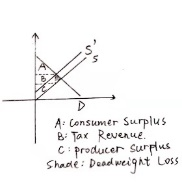 S'
S
A
B
C
D
A: Consumer Surplus
B: Tax Revenue.
C: producer Surplus
Shade: Deadweight Loss